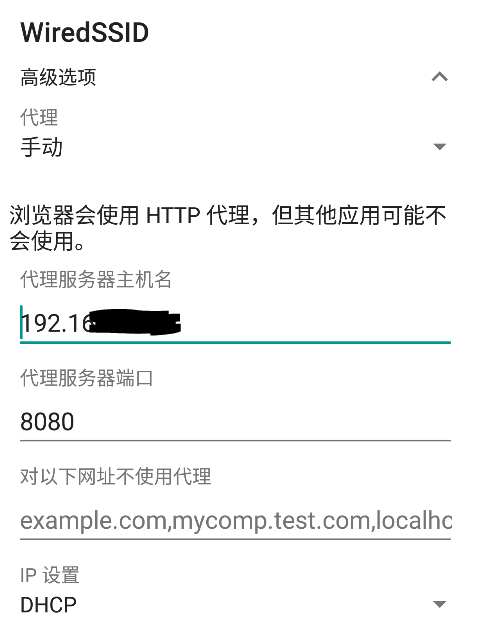 WiredSSID
高级选项
代理
手动
浏览器会使用 HTTP 代理，但其他应用可能不
会使用。
代理服务器主机名
192.16
代理服务器端口
8080
对以下网址不使用代理
example.com,mycomp.test.com,localhc
IP 设置
DHCP